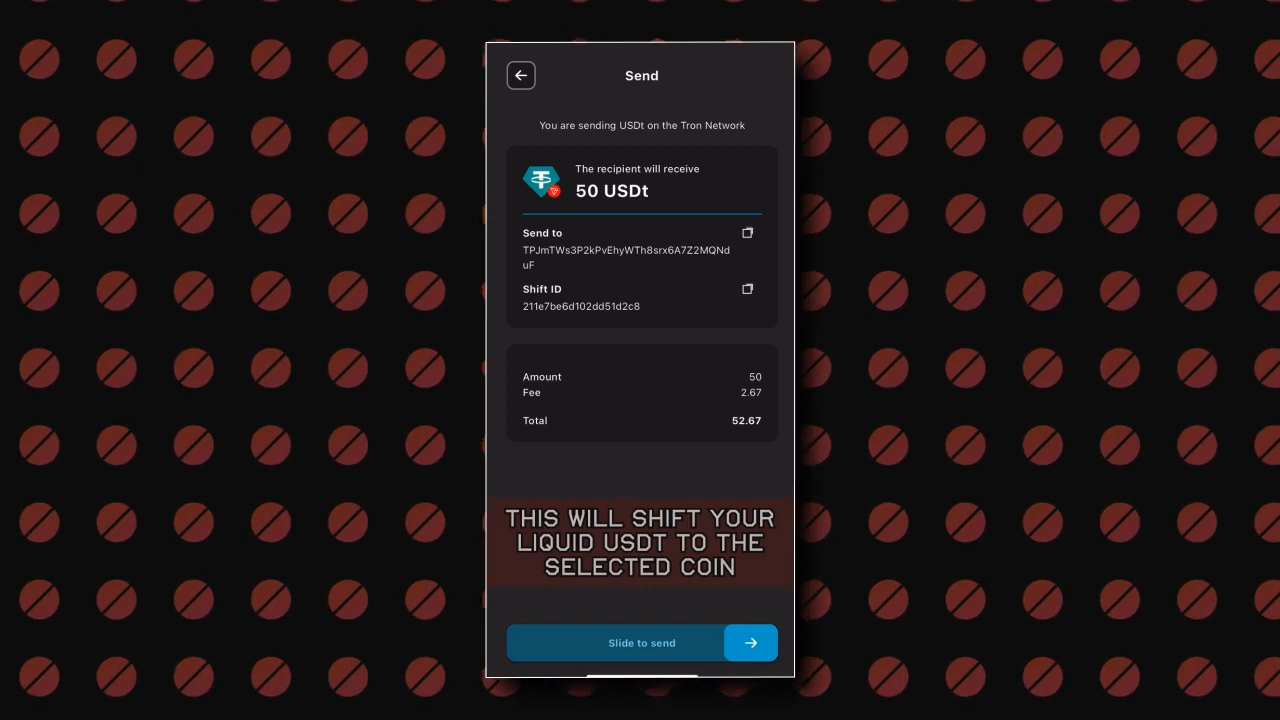 Send
You are sending USDt on the Tron Network
The recipient will receive
50 USDt
Send to
TPJmTWs3P2kPvEhyWTh8srx6A7Z2MQNd
uF
Shift ID
211e7be6d102dd51d2c8
Amount 50
Fee 2.67
Total 52.67
THIS WILL SHIFT YOUR
LIQUID USDT TO THE
SELECTED COIN
Slide to send